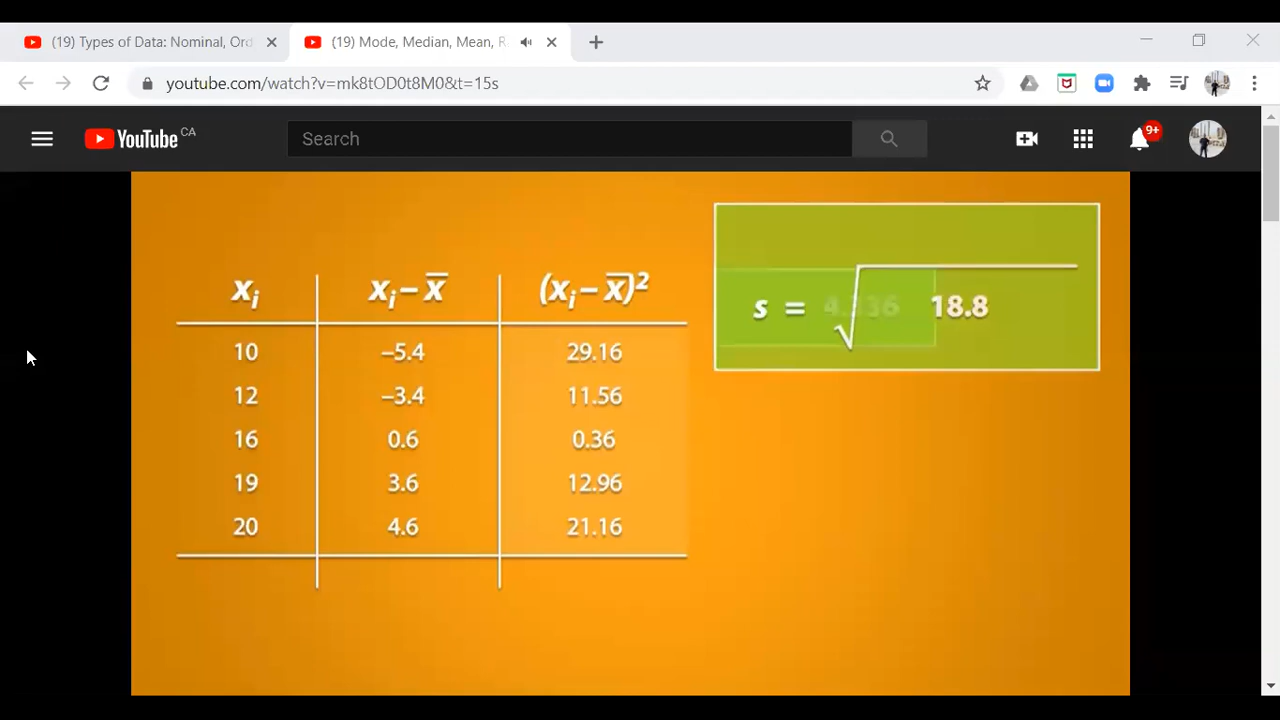 (19) Types of Data: Nominal, Ord
(19) Mode, Median, Mean, R
youtube.com/watch?v=mk8tOD0t8M0&t=15s
YouTube CA
Search
9+
xᵢ
xᵢ – x̅
(xᵢ – x̅)²
10 –5.4 29.16
12 –3.4 11.56
16 0.6 0.36
19 3.6 12.96
20 4.6 21.16
s = √18.8